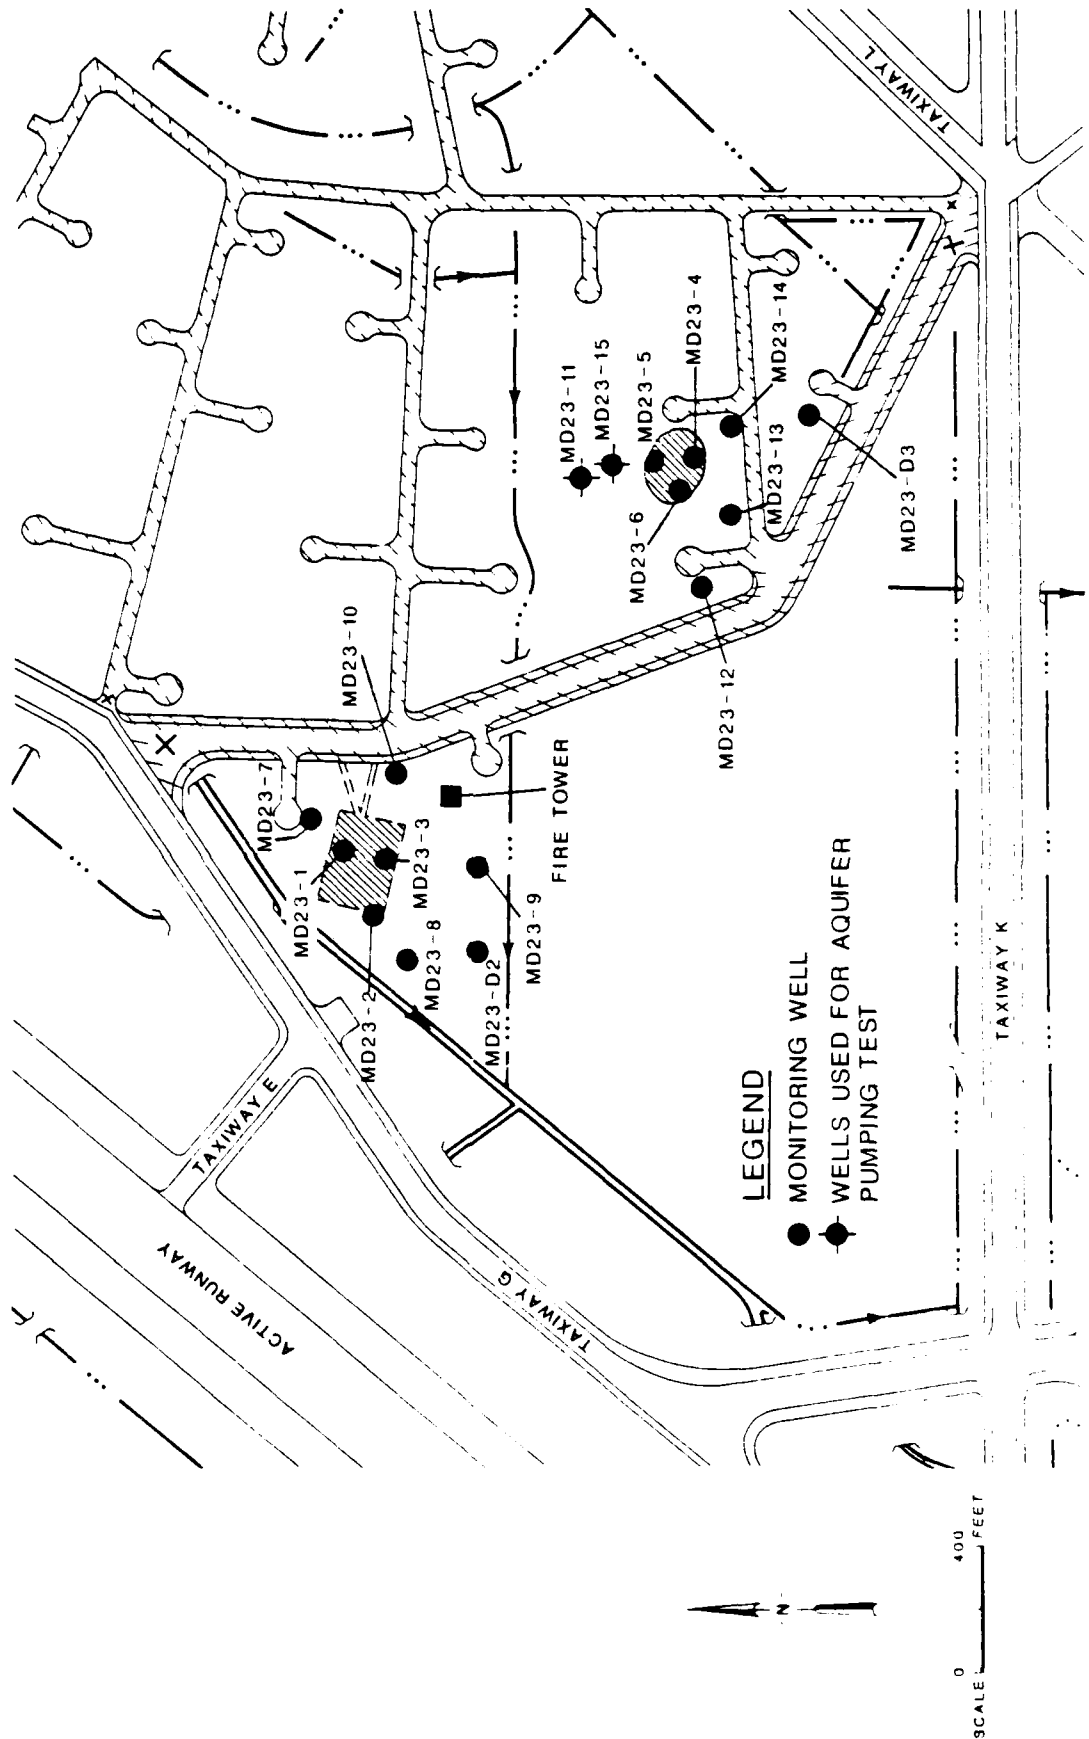 TAXIWAY L
MD23-4
MD23-14
MD23-5
MD23-15
MD23-11
MD23-13
MD23-6
MD23-D3
MD23-12
MD23-10
MD23-7
MD23-1
MD23-3
FIRE TOWER
MD23-9
MD23-8
MD23-2
MD23-D2
TAXIWAY K
TAXIWAY E
ACTIVE RUNWAY
TAXIWAY G
LEGEND
MONITORING WELL
WELLS USED FOR AQUIFER
PUMPING TEST
N
0 400
SCALE FEET